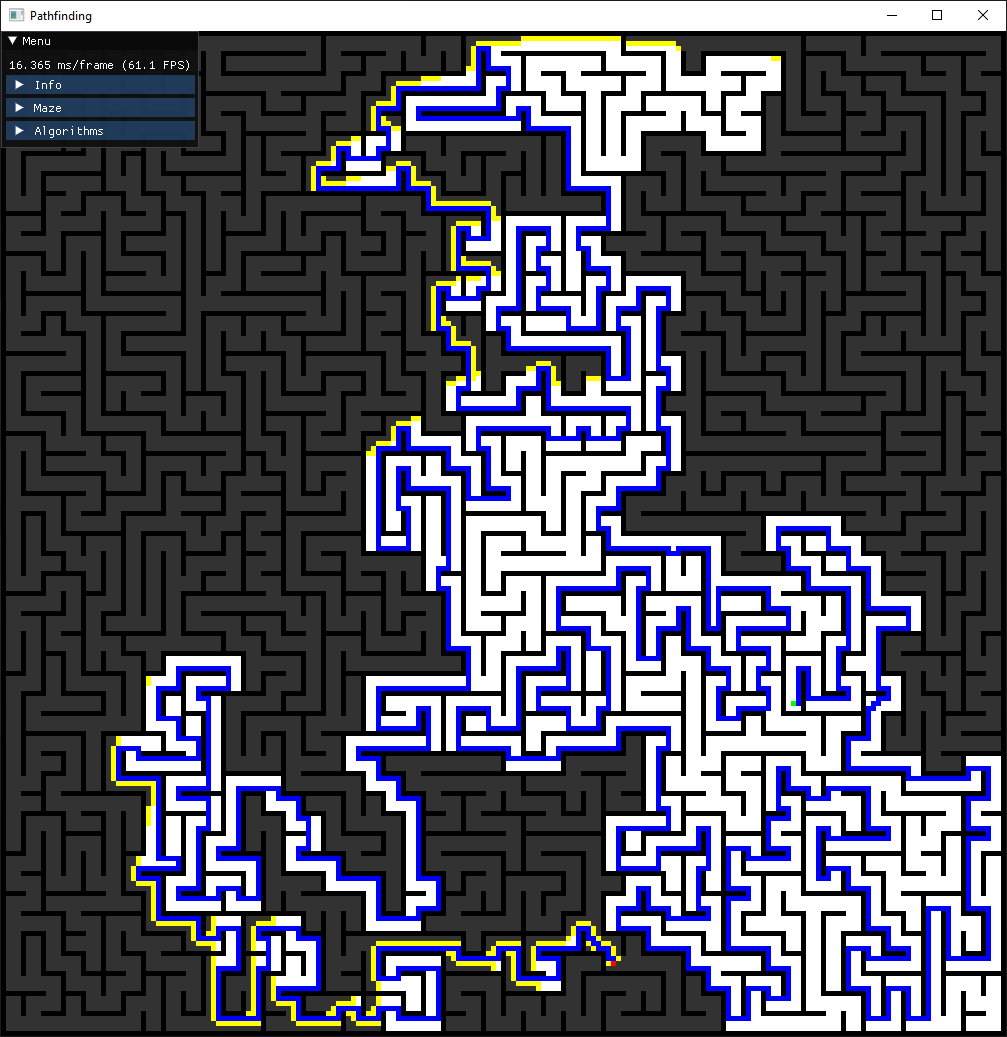 Pathfinding
Menu
16.365 ms/frame (61.1 FPS)
Info
Maze
Algorithms